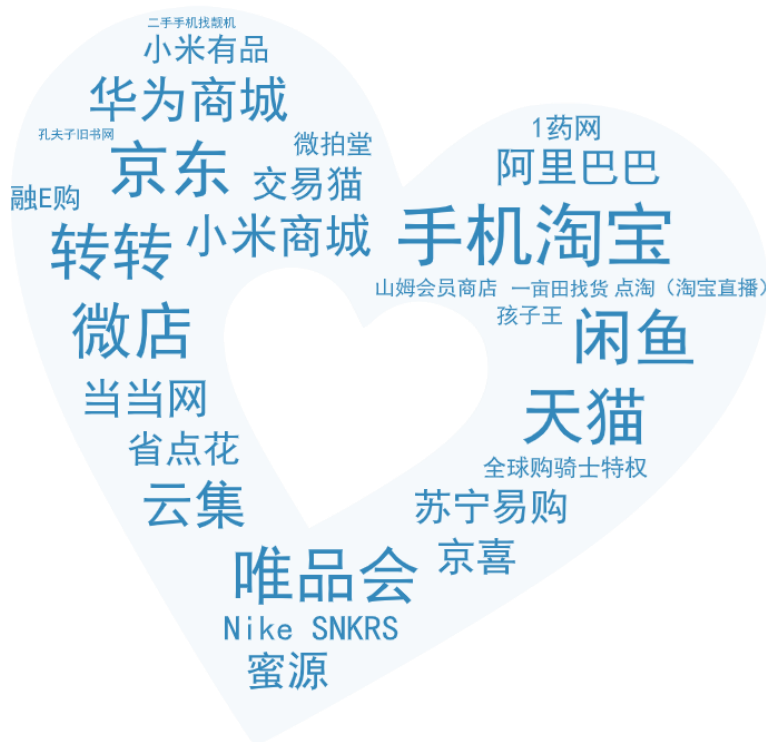 二手手机找靓机
小米有品
华为商城
孔夫子旧书网
微拍堂
1药网
京东
交易猫
阿里巴巴
融E购
转转
小米商城
手机淘宝
山姆会员商店
一亩田找货
点淘（淘宝直播）
孩子王
微店
闲鱼
当当网
天猫
省点花
全球购骑士特权
云集
苏宁易购
京喜
唯品会
Nike SNKRS
蜜源